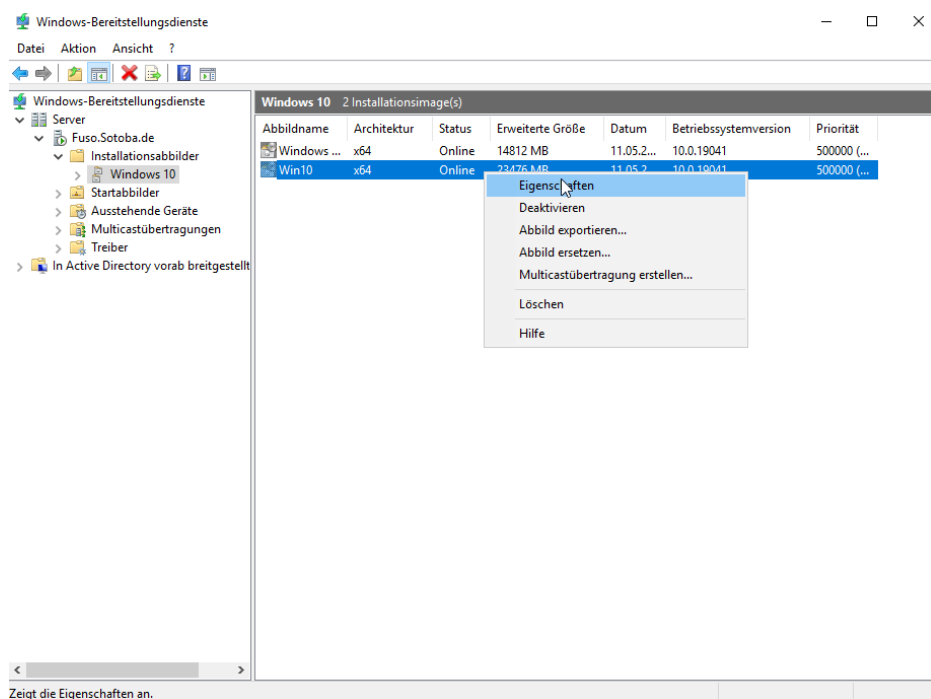 Windows-Bereitstellungsdienste
Datei Aktion Ansicht ?
Windows-Bereitstellungsdienste
Server
Fuso.Sotoba.de
Installationsabbilder
Windows 10
Startabbilder
Ausstehende Geräte
Multicastübertragungen
Treiber
In Active Directory vorab breitgestellt
Windows 10 2 Installationsimage(s)
Abbildname Architektur Status Erweiterte Größe Datum Betriebssystemversion Priorität
Windows ... x64 Online 14812 MB 11.05.2... 10.0.19041 500000 (...
Win10 x64 Online 23476 MB 11.05.2... 10.0.19041 500000 (...
Eigenschaften
Deaktivieren
Abbild exportieren...
Abbild ersetzen...
Multicastübertragung erstellen...
Löschen
Hilfe
Zeigt die Eigenschaften an.